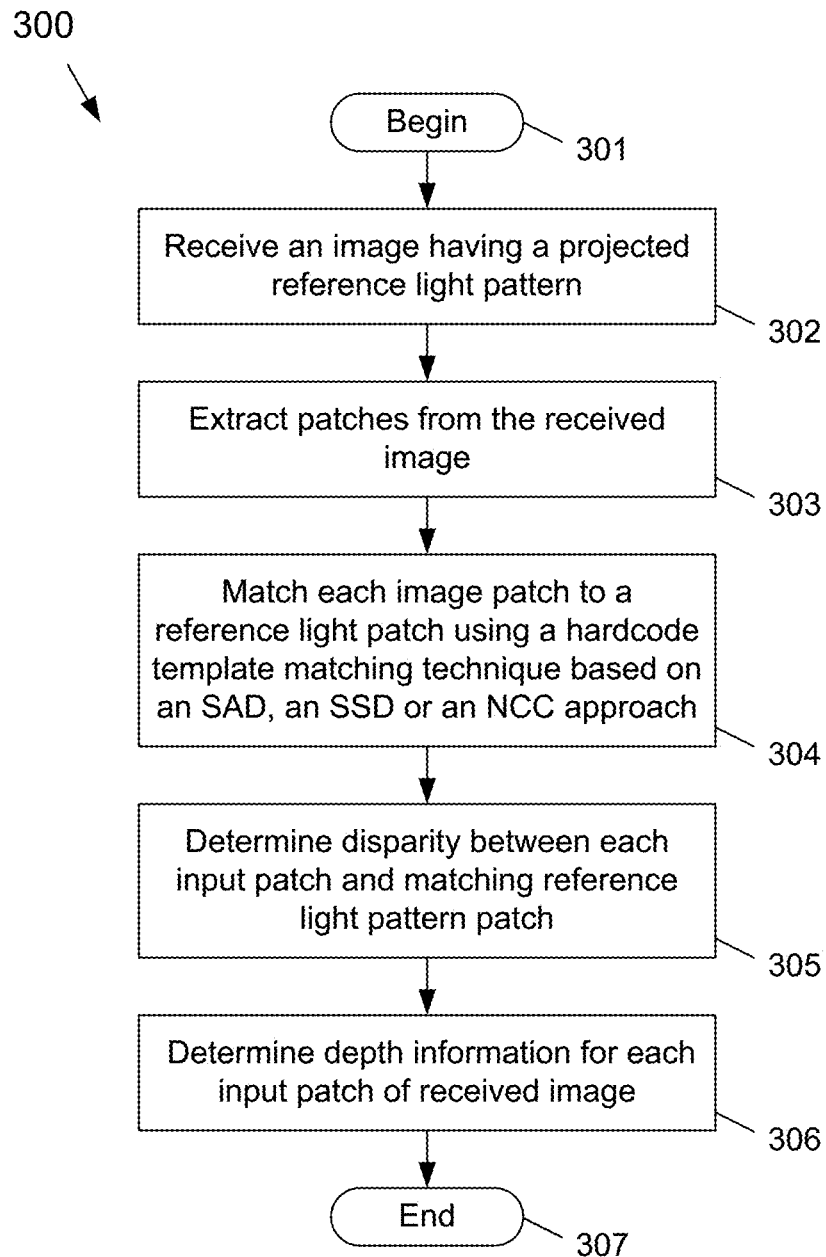 300
Begin
301
Receive an image having a projected
reference light pattern
302
Extract patches from the received
image
303
Match each image patch to a
reference light patch using a hardcode
template matching technique based on
an SAD, an SSD or an NCC approach
304
Determine disparity between each
input patch and matching reference
light pattern patch
305
Determine depth information for each
input patch of received image
306
End
307